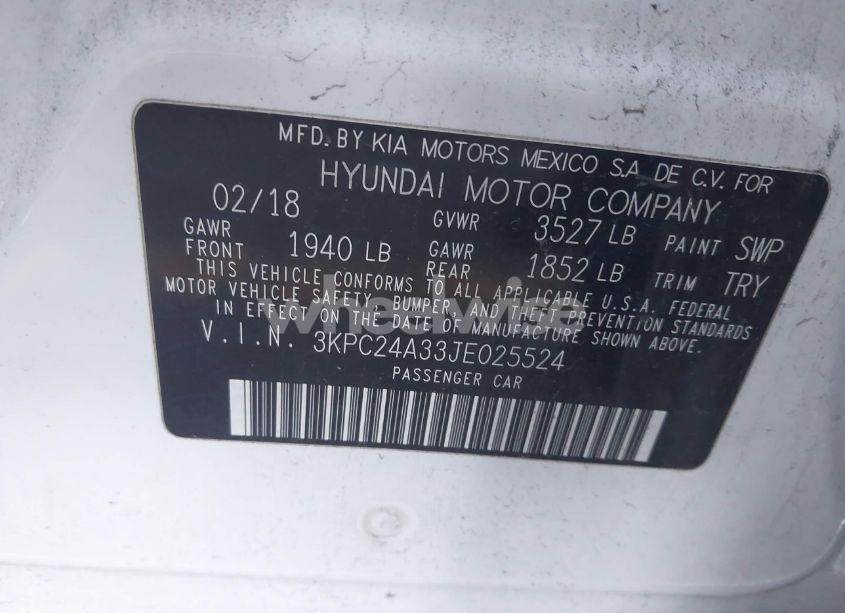 MFD. BY KIA MOTORS MEXICO S.A. DE C.V. FOR
HYUNDAI MOTOR COMPANY
02/18 GVWR 3527 LB PAINT SWP
GAWR FRONT 1940 LB GAWR REAR 1852 LB TRIM TRY
THIS VEHICLE CONFORMS TO ALL APPLICABLE U.S.A. FEDERAL
MOTOR VEHICLE SAFETY, BUMPER, AND THEFT PREVENTION STANDARDS
IN EFFECT ON THE DATE OF MANUFACTURE SHOWN ABOVE.
V.I.N. 3KPC24A33JE025524
PASSENGER CAR